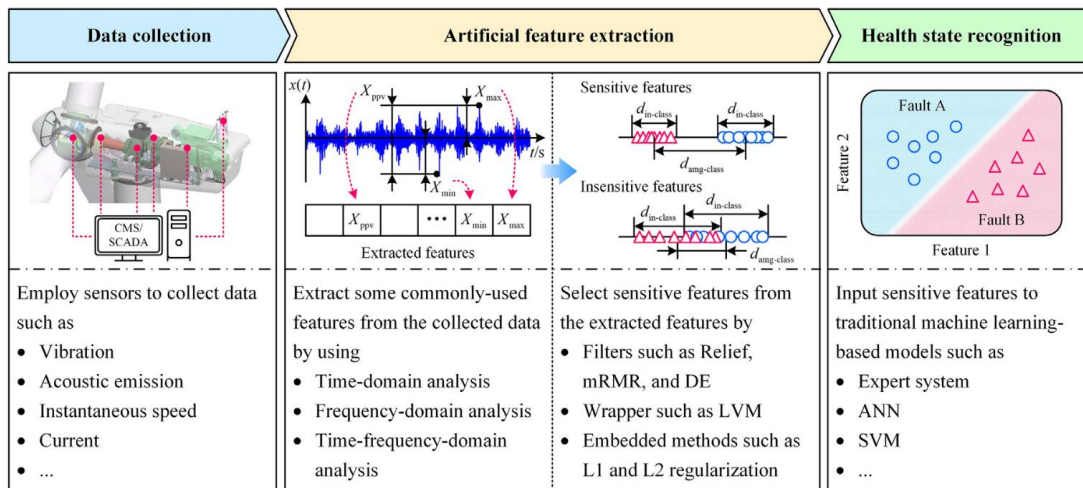 Data collection
Artificial feature extraction
Health state recognition
CMS/
SCADA
x(t)
X_ppv
X_max
t/s
X_min
X_ppv
•••
X_min
X_max
Extracted features
Sensitive features
d_in-class
d_in-class
d_amg-class
Insensitive features
d_in-class
d_in-class
d_amg-class
Feature 2
Fault A
Fault B
Feature 1
Employ sensors to collect data
such as
• Vibration
• Acoustic emission
• Instantaneous speed
• Current
• ...
Extract some commonly-used
features from the collected data
by using
• Time-domain analysis
• Frequency-domain analysis
• Time-frequency-domain
analysis
Select sensitive features from
the extracted features by
• Filters such as Relief,
mRMR, and DE
• Wrapper such as LVM
• Embedded methods such as
L1 and L2 regularization
Input sensitive features to
traditional machine learning-
based models such as
• Expert system
• ANN
• SVM
• ...